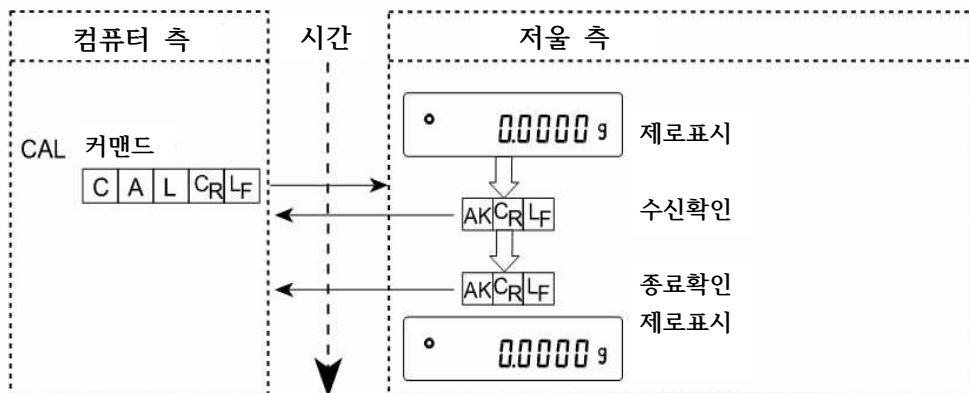 컴퓨터 측
시간
저울 측
0.0000 g
제로표시
CAL 커맨드
C A L CR LF
AK CR LF
수신확인
AK CR LF
종료확인
제로표시
0.0000 g